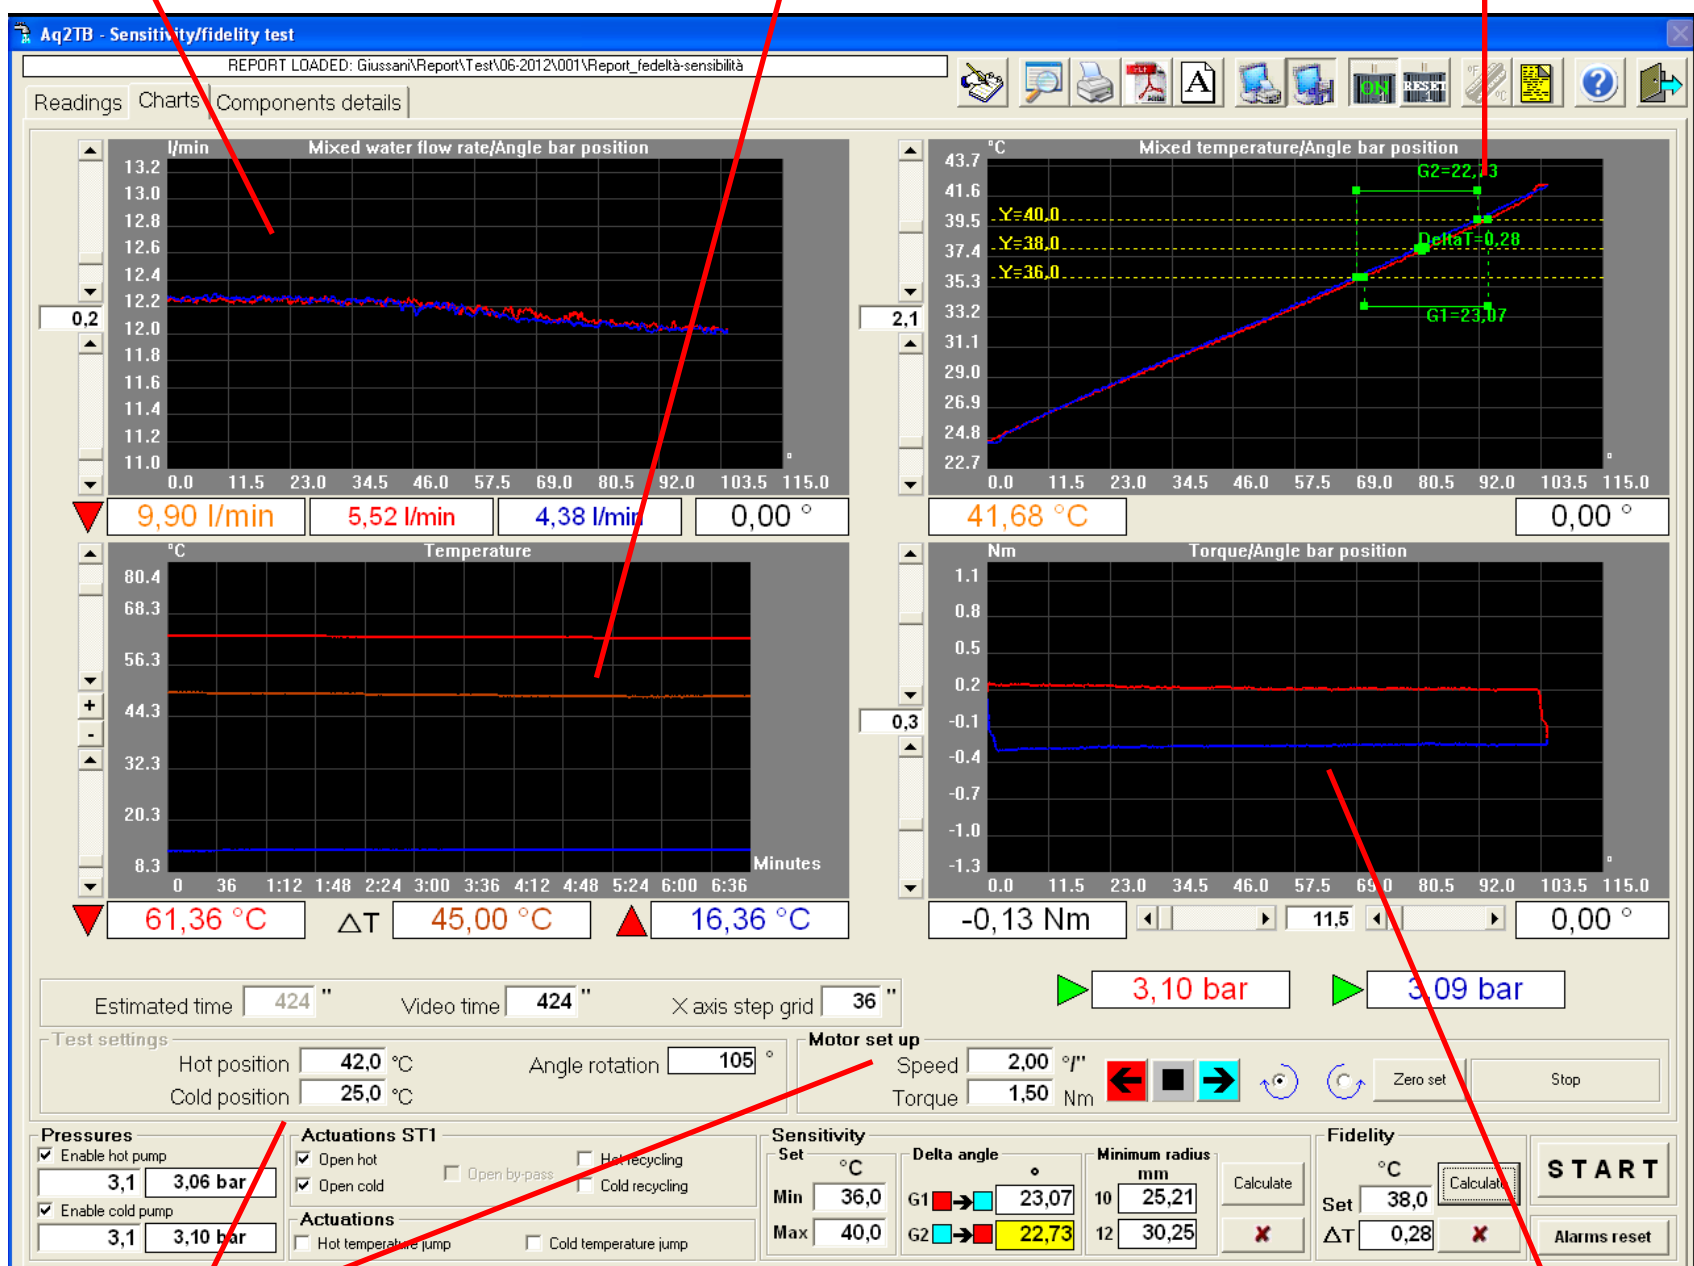 Aq2TB - Sensitivity/fidelity test
REPORT LOADED: Giussani\Report\Test\06-2012\001\Report_fedeltà-sensibilità
A ON RESET °F °C ?
Readings Charts Components details
l/min Mixed water flow rate/Angle bar position
13.2
13.0
12.8
12.6
12.4
12.2
12.0
11.8
11.6
11.4
11.2
11.0
0,2
°
0.0 11.5 23.0 34.5 46.0 57.5 69.0 80.5 92.0 103.5 115.0
9,90 l/min 5,52 l/min 4,38 l/min 0,00 °
°C Mixed temperature/Angle bar position
43.7
41.6
39.5
37.4
35.3
33.2
31.1
29.0
26.9
24.8
22.7
2,1
G2=22,73
Y=40,0
Y=38,0
DeltaT=0,28
Y=36,0
G1=23,07
°
0.0 11.5 23.0 34.5 46.0 57.5 69.0 80.5 92.0 103.5 115.0
41,68 °C 0,00 °
°C Temperature
80.4
68.3
56.3
44.3
32.3
20.3
8.3
+
-
Minutes
0 36 1:12 1:48 2:24 3:00 3:36 4:12 4:48 5:24 6:00 6:36
61,36 °C ΔT 45,00 °C 16,36 °C
Nm Torque/Angle bar position
1.1
0.8
0.5
0.2
-0.1
-0.4
-0.7
-1.0
-1.3
0,3
°
0.0 11.5 23.0 34.5 46.0 57.5 69.0 80.5 92.0 103.5 115.0
-0,13 Nm 11,5 0,00 °
3,10 bar 3,09 bar
Estimated time 424 " Video time 424 " X axis step grid 36 "
Test settings
Hot position 42,0 °C Angle rotation 105 °
Cold position 25,0 °C
Motor set up
Speed 2,00 °/"
Torque 1,50 Nm
Zero set Stop
Pressures
Enable hot pump
3,1 3,06 bar
Enable cold pump
3,1 3,10 bar
Actuations ST1
Open hot Open by-pass Hot recycling
Open cold Cold recycling
Actuations
Hot temperature jump Cold temperature jump
Sensitivity
Set °C
Min 36,0
Max 40,0
Delta angle °
G1 23,07
G2 22,73
Minimum radius
mm
10 25,21
12 30,25
Calculate
Fidelity
°C
Set 38,0
ΔT 0,28
Calculate
START
Alarms reset